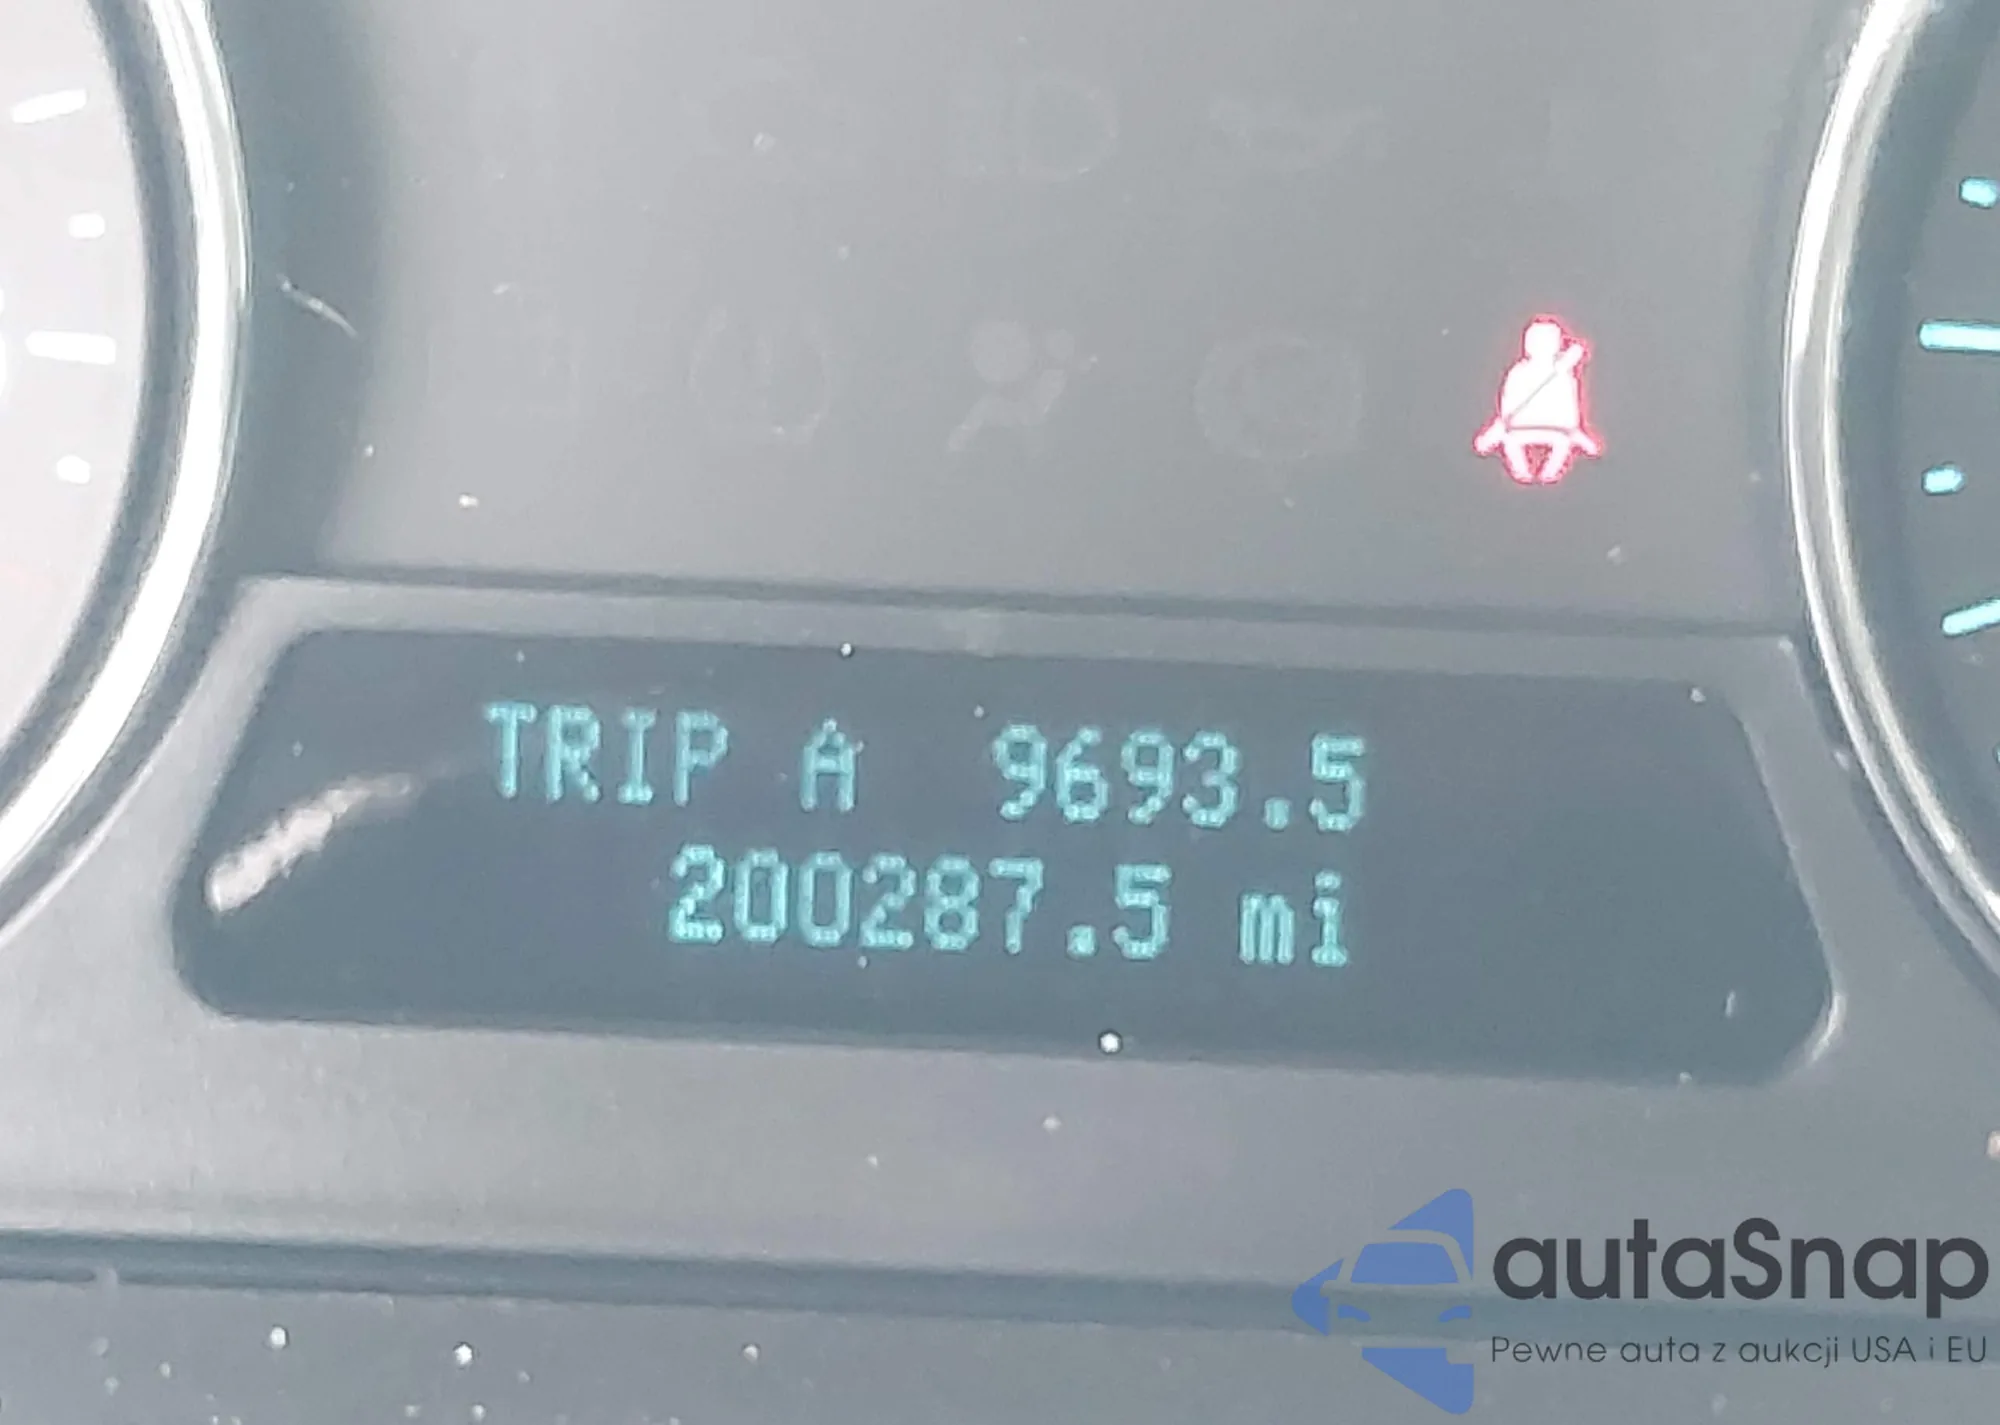 TRIP A 9693.5
200287.5 mi
autaSnap
Pewne auta z aukcji USA i EU